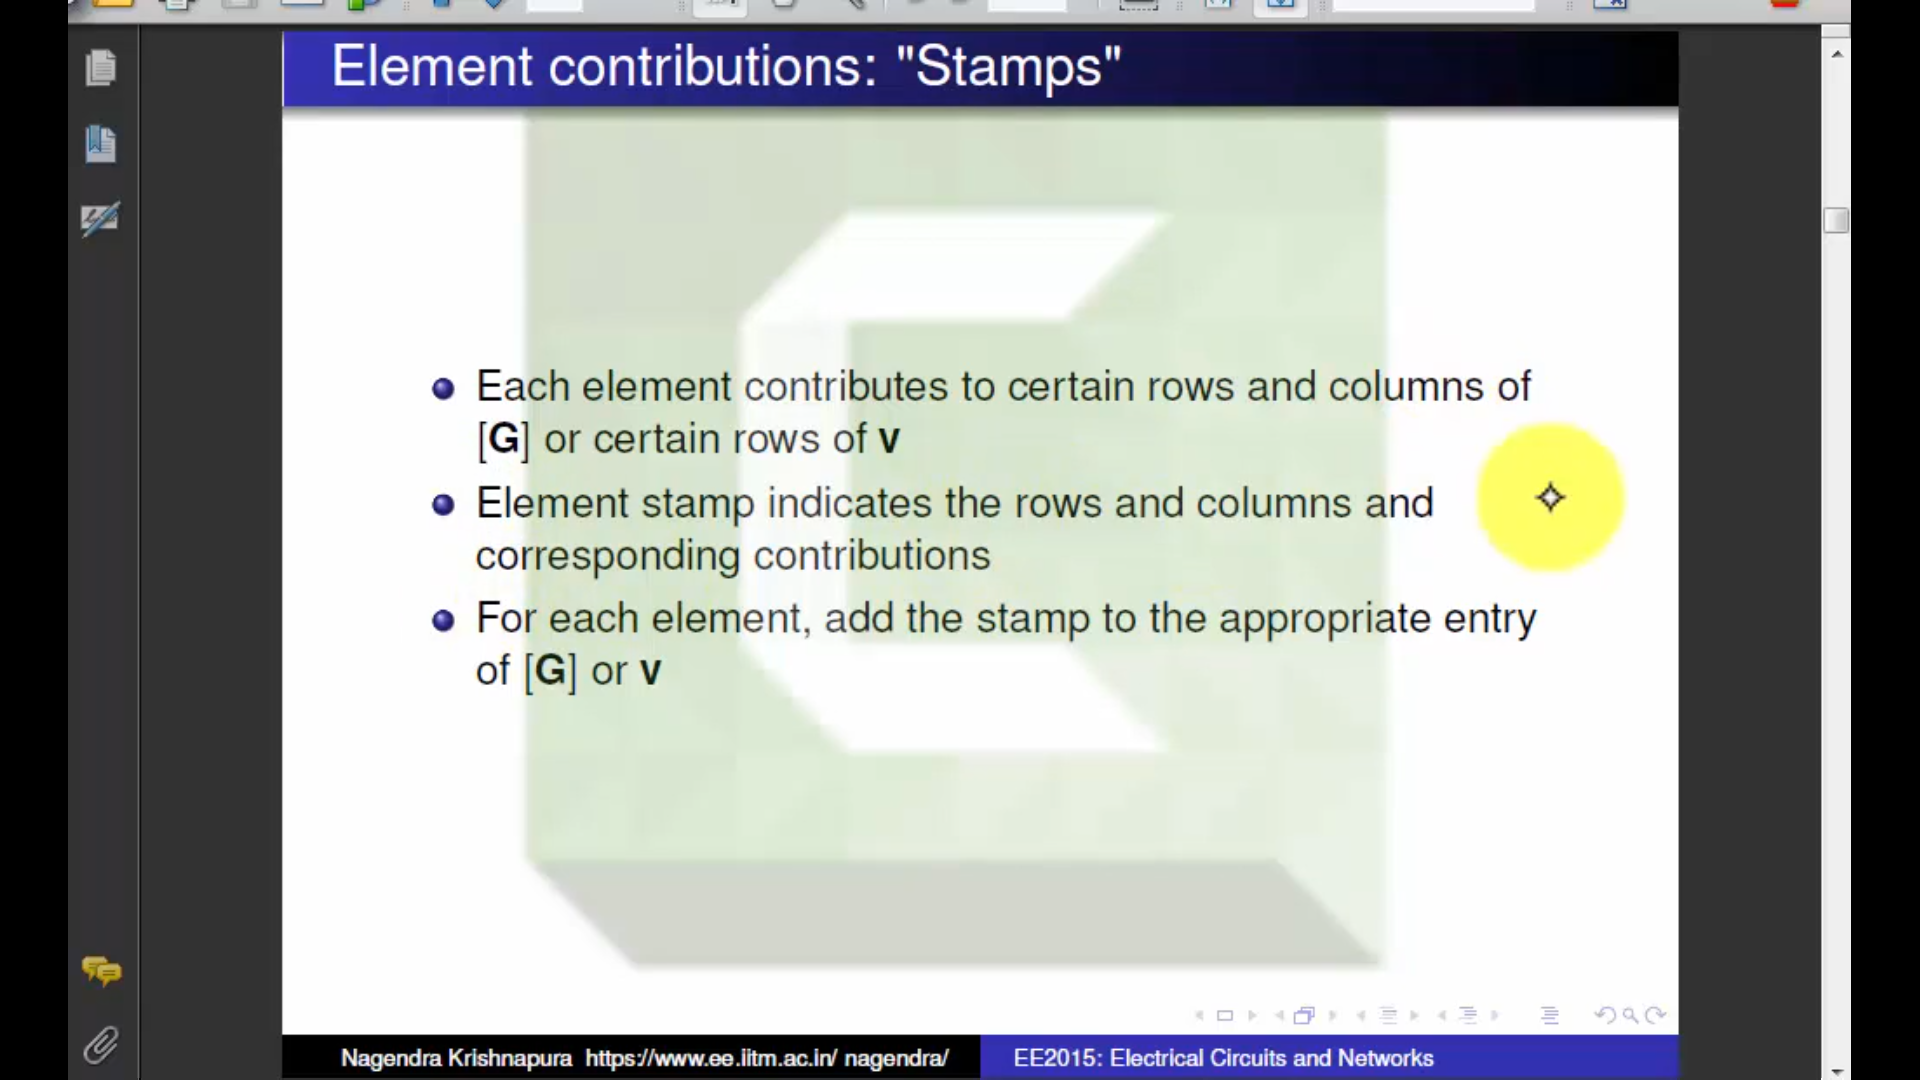 Element contributions: "Stamps"
Each element contributes to certain rows and columns of
[G] or certain rows of v
Element stamp indicates the rows and columns and
corresponding contributions
For each element, add the stamp to the appropriate entry
of [G] or v
Nagendra Krishnapura https://www.ee.iitm.ac.in/ nagendra/
EE2015: Electrical Circuits and Networks